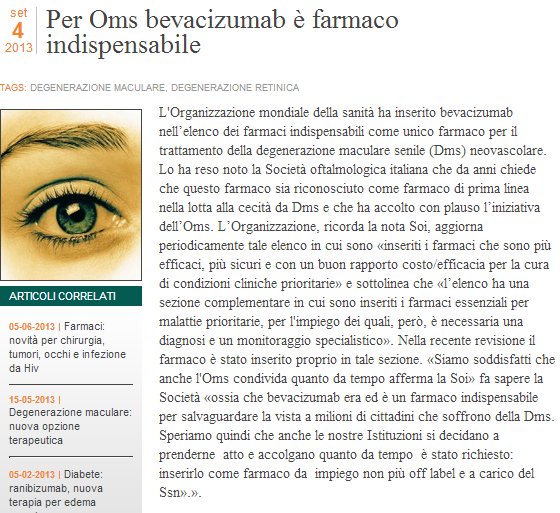 set
4
2013
Per Oms bevacizumab è farmaco
indispensabile
TAGS: DEGENERAZIONE MACULARE, DEGENERAZIONE RETINICA
L'Organizzazione mondiale della sanità ha inserito bevacizumab
nell'elenco dei farmaci indispensabili come unico farmaco per il
trattamento della degenerazione maculare senile (Dms) neovascolare.
Lo ha reso noto la Società oftalmologica italiana che da anni chiede
che questo farmaco sia riconosciuto come farmaco di prima linea
nella lotta alla cecità da Dms e che ha accolto con plauso l'iniziativa
dell'Oms. L'Organizzazione, ricorda la nota Soi, aggiorna
periodicamente tale elenco in cui sono «inseriti i farmaci che sono più
efficaci, più sicuri e con un buon rapporto costo/efficacia per la cura
di condizioni cliniche prioritarie» e sottolinea che «l'elenco ha una
sezione complementare in cui sono inseriti i farmaci essenziali per
malattie prioritarie, per l'impiego dei quali, però, è necessaria una
diagnosi e un monitoraggio specialistico». Nella recente revisione il
farmaco è stato inserito proprio in tale sezione. «Siamo soddisfatti che
anche l'Oms condivida quanto da tempo afferma la Soi» fa sapere la
Società «ossia che bevacizumab era ed è un farmaco indispensabile
per salvaguardare la vista a milioni di cittadini che soffrono della Dms.
Speriamo quindi che anche le nostre Istituzioni si decidano a
prenderne atto e accolgano quanto da tempo è stato richiesto:
inserirlo come farmaco da impiego non più off label e a carico del
Ssn».».
ARTICOLI CORRELATI
05-06-2013 | Farmaci:
novità per chirurgia,
tumori, occhi e infezione
da Hiv
15-05-2013 |
Degenerazione maculare:
nuova opzione
terapeutica
05-02-2013 | Diabete:
ranibizumab, nuova
terapia per edema